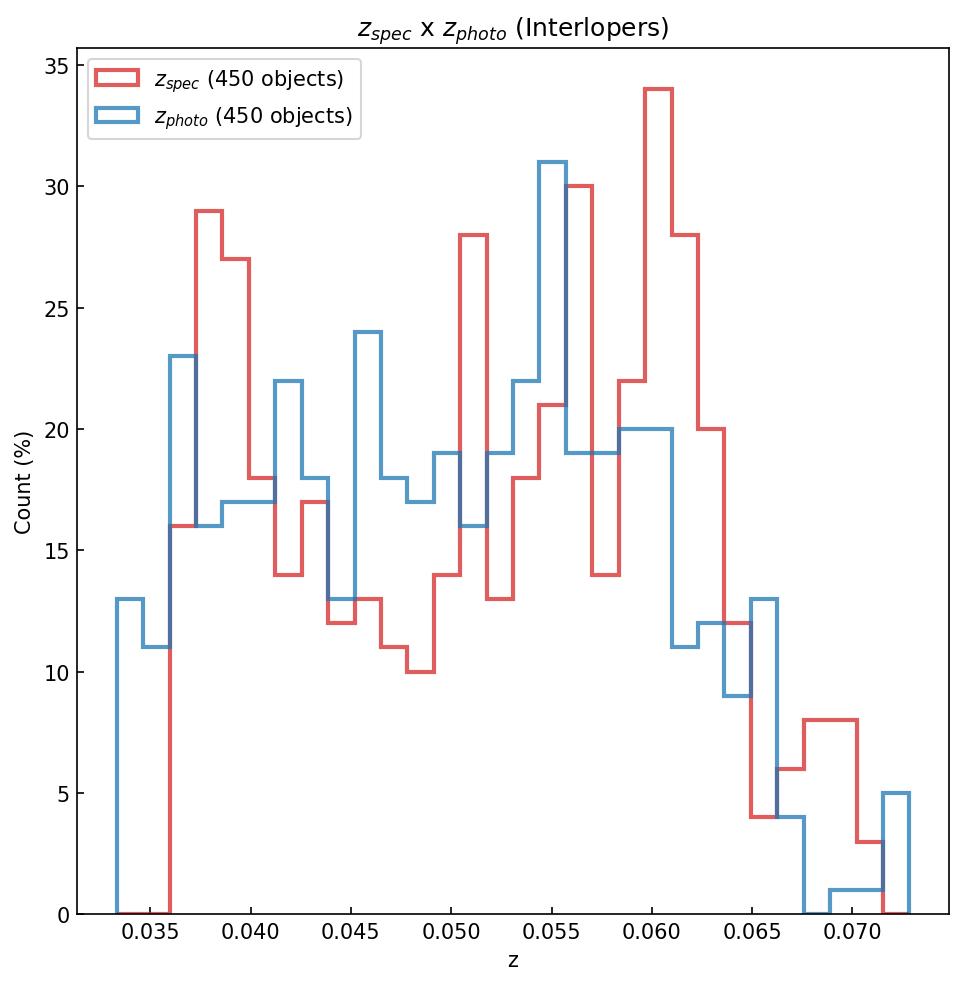 z_spec x z_photo (Interlopers)
z_spec (450 objects)
z_photo (450 objects)
Count (%)
35
30
25
20
15
10
5
0
0.035 0.040 0.045 0.050 0.055 0.060 0.065 0.070
z